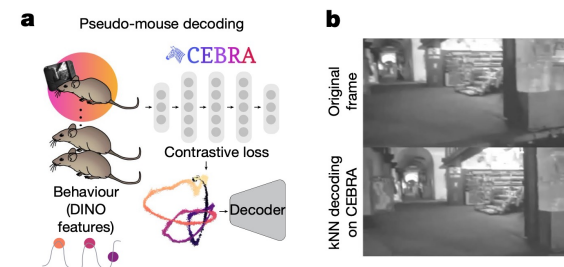 a
Pseudo-mouse decoding
CEBRA
Contrastive loss
Behaviour
(DINO
features)
Decoder
b
Original
frame
kNN decoding
on CEBRA